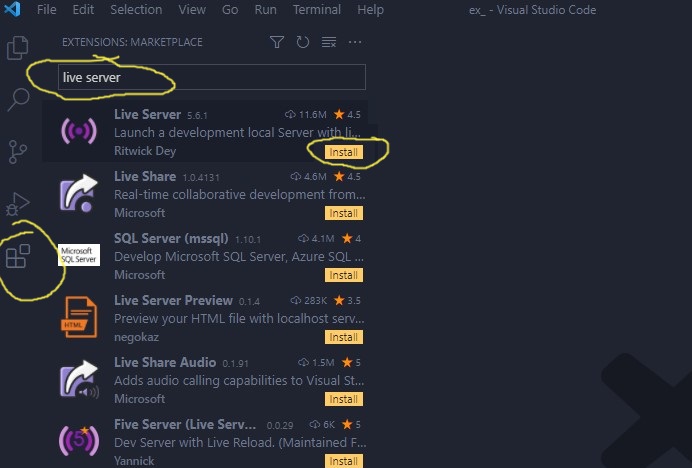 File Edit Selection View Go Run Terminal Help ex_ - Visual Studio Code
EXTENSIONS: MARKETPLACE
live server
Live Server 5.6.1 11.6M 4.5
Launch a development local Server with li...
Ritwick Dey Install
Live Share 1.0.4131 4.6M 4.5
Real-time collaborative development from...
Microsoft Install
Microsoft
SQL Server
SQL Server (mssql) 1.10.1 4.1M 4
Develop Microsoft SQL Server, Azure SQL ...
Microsoft Install
HTML
Live Server Preview 0.1.4 283K 3.5
Preview your HTML file with localhost serv...
negokaz Install
Live Share Audio 0.1.91 1.5M 5
Adds audio calling capabilities to Visual St...
Microsoft Install
5
Five Server (Live Serv... 0.0.29 6K 5
Dev Server with Live Reload. (Maintained F...
Yannick Install